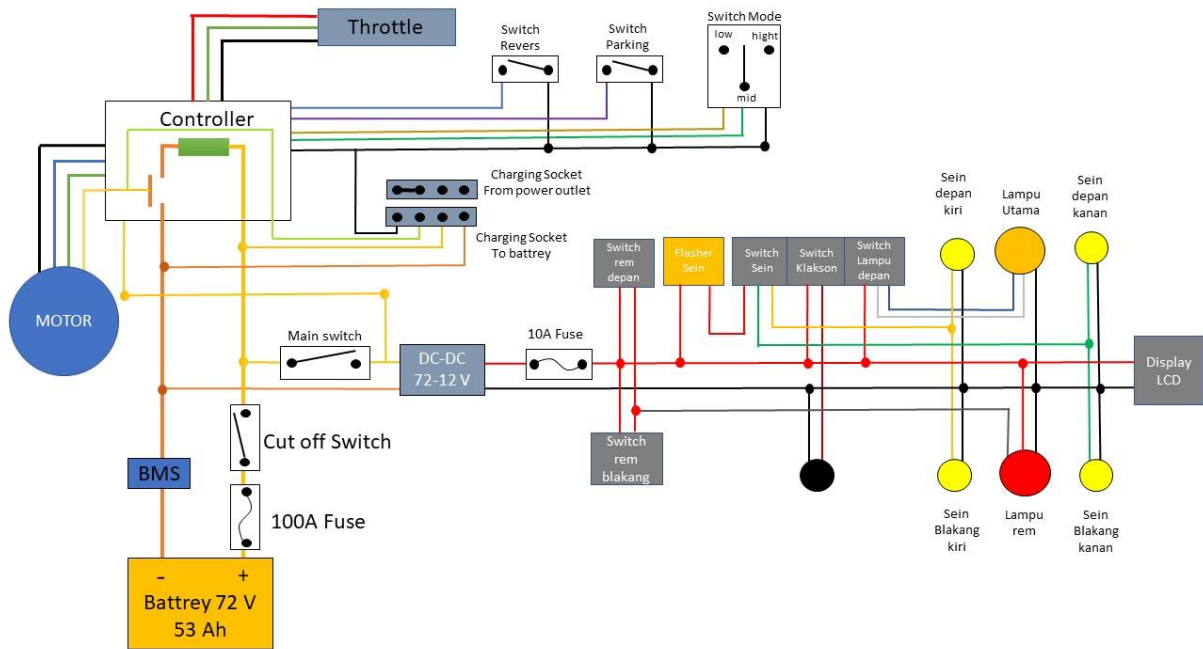 Throttle
Switch
Revers
Switch
Parking
Switch Mode
low
hight
mid
Controller
Charging Socket
From power outlet
Charging Socket
To battrey
Sein
depan
kiri
Lampu
Utama
Sein
depan
kanan
Switch
rem
depan
Flasher
Sein
Switch
Sein
Switch
Klakson
Switch
Lampu
depan
MOTOR
Main switch
DC-DC
72-12 V
10A Fuse
Display
LCD
Cut off Switch
Switch
rem
blakang
BMS
100A Fuse
Sein
Blakang
kiri
Lampu
rem
Sein
Blakang
kanan
- +
Battrey 72 V
53 Ah